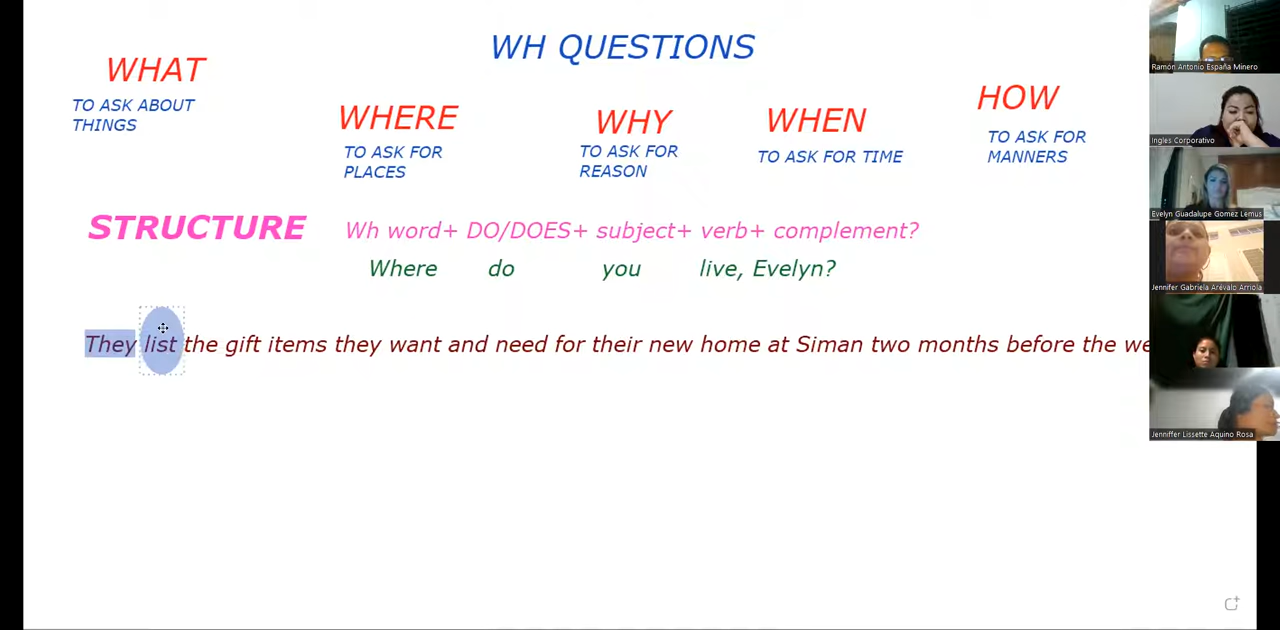 WH QUESTIONS
WHAT
TO ASK ABOUT
THINGS
WHERE
TO ASK FOR
PLACES
WHY
TO ASK FOR
REASON
WHEN
TO ASK FOR TIME
HOW
TO ASK FOR
MANNERS
STRUCTURE
Wh word+ DO/DOES+ subject+ verb+ complement?
Where do you live, Evelyn?
They list the gift items they want and need for their new home at Siman two months before the we
Ramón Antonio España Minero
Ingles Corporativo
Evelyn Guadalupe Gomez Lemus
Jennifer Gabriela Arévalo Arriola
Jenniffer Lissette Aquino Rosa